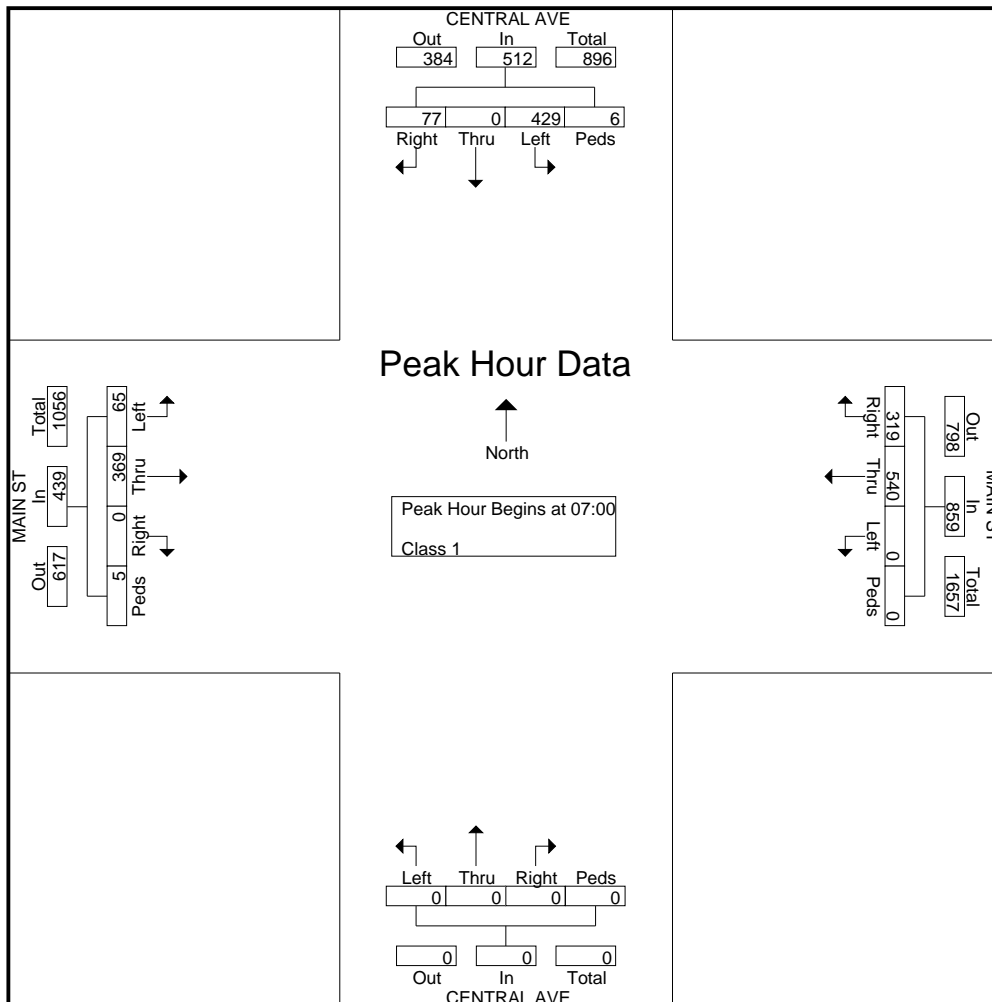 CENTRAL AVE
Out In Total
384 512 896
77 0 429 6
Right Thru Left Peds
Peak Hour Data
North
Peak Hour Begins at 07:00
Class 1
MAIN ST
Total In Out
1056 439 617
65 369 0 5
Left Thru Right Peds
MAIN ST
Out In Total
798 859 1657
319 540 0 0
Right Thru Left Peds
Left Thru Right Peds
0 0 0 0
0 0 0
Out In Total
CENTRAL AVE